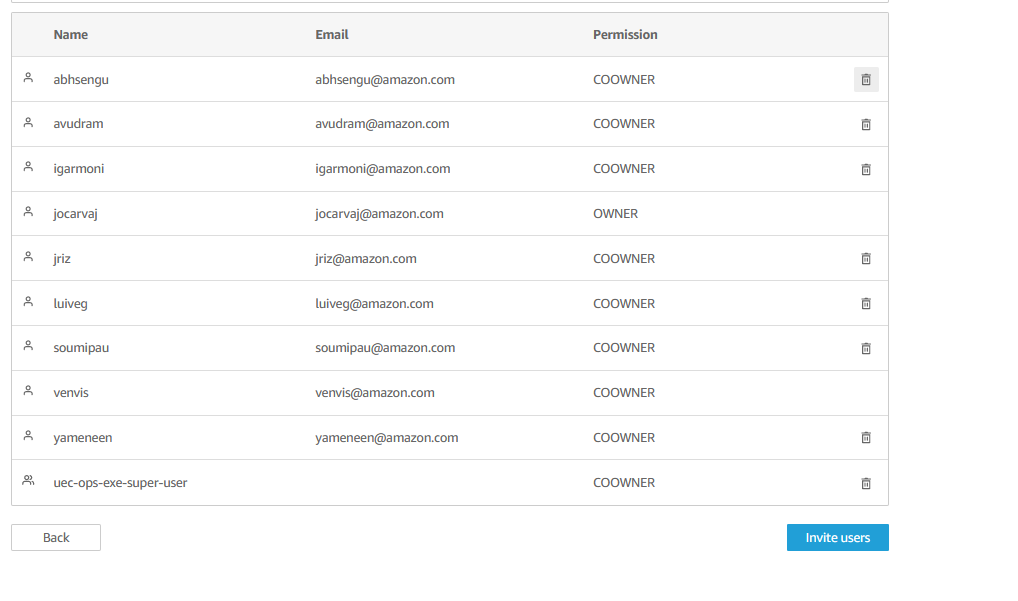 Name Email Permission
abhsengu abhsengu@amazon.com COOWNER
avudram avudram@amazon.com COOWNER
igarmoni igarmoni@amazon.com COOWNER
jocarvaj jocarvaj@amazon.com OWNER
jriz jriz@amazon.com COOWNER
luiveg luiveg@amazon.com COOWNER
soumipau soumipau@amazon.com COOWNER
venvis venvis@amazon.com COOWNER
yameneen yameneen@amazon.com COOWNER
uec-ops-exe-super-user COOWNER
Back Invite users